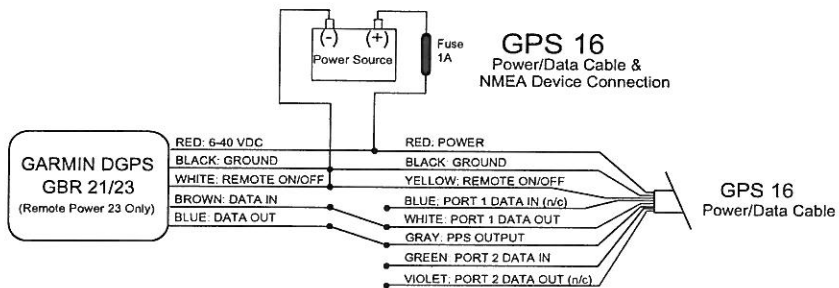 (-)
(+)
Power Source
Fuse
1A
GPS 16
Power/Data Cable &
NMEA Device Connection
GARMIN DGPS
GBR 21/23
(Remote Power 23 Only)
RED: 6-40 VDC
BLACK: GROUND
WHITE: REMOTE ON/OFF
BROWN: DATA IN
BLUE: DATA OUT
RED: POWER
BLACK: GROUND
YELLOW: REMOTE ON/OFF
BLUE: PORT 1 DATA IN (n/c)
WHITE: PORT 1 DATA OUT
GRAY: PPS OUTPUT
GREEN: PORT 2 DATA IN
VIOLET: PORT 2 DATA OUT (n/c)
GPS 16
Power/Data Cable